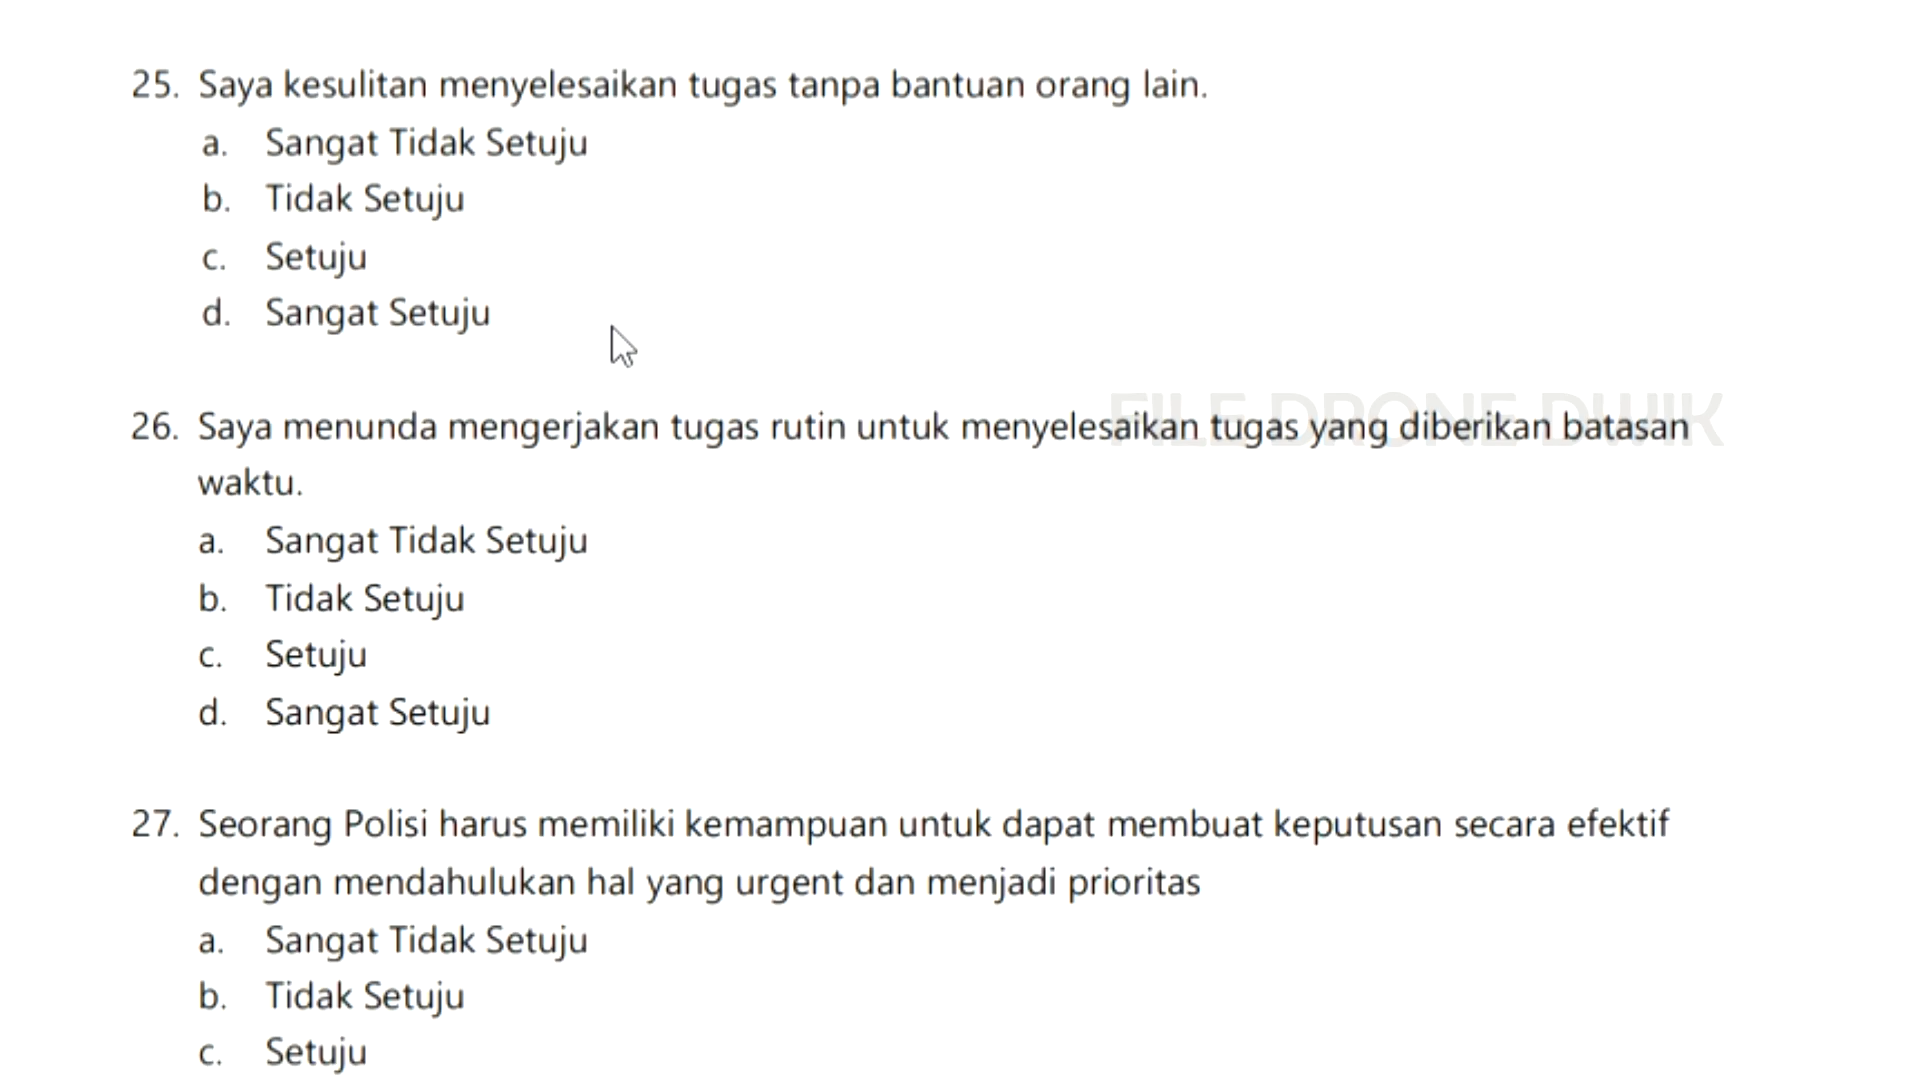 25. Saya kesulitan menyelesaikan tugas tanpa bantuan orang lain.
a. Sangat Tidak Setuju
b. Tidak Setuju
c. Setuju
d. Sangat Setuju
FILE DRONE DWIK
26. Saya menunda mengerjakan tugas rutin untuk menyelesaikan tugas yang diberikan batasan
waktu.
a. Sangat Tidak Setuju
b. Tidak Setuju
c. Setuju
d. Sangat Setuju
27. Seorang Polisi harus memiliki kemampuan untuk dapat membuat keputusan secara efektif
dengan mendahulukan hal yang urgent dan menjadi prioritas
a. Sangat Tidak Setuju
b. Tidak Setuju
c. Setuju